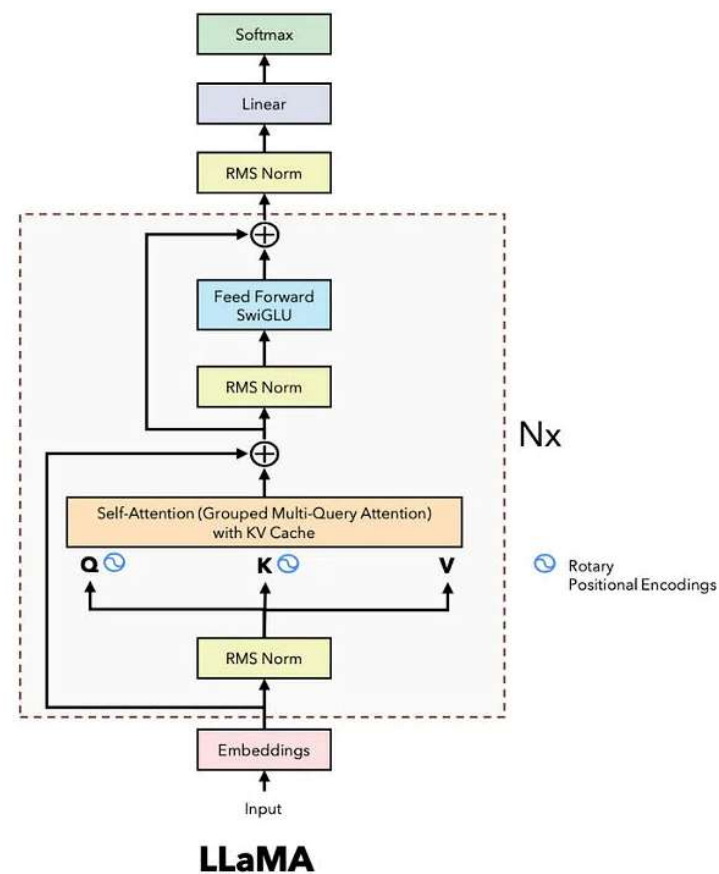 Softmax
Linear
RMS Norm
Feed Forward
SwiGLU
RMS Norm
Nx
Self-Attention (Grouped Multi-Query Attention)
with KV Cache
Q K V
Rotary
Positional Encodings
RMS Norm
Embeddings
Input
LLaMA